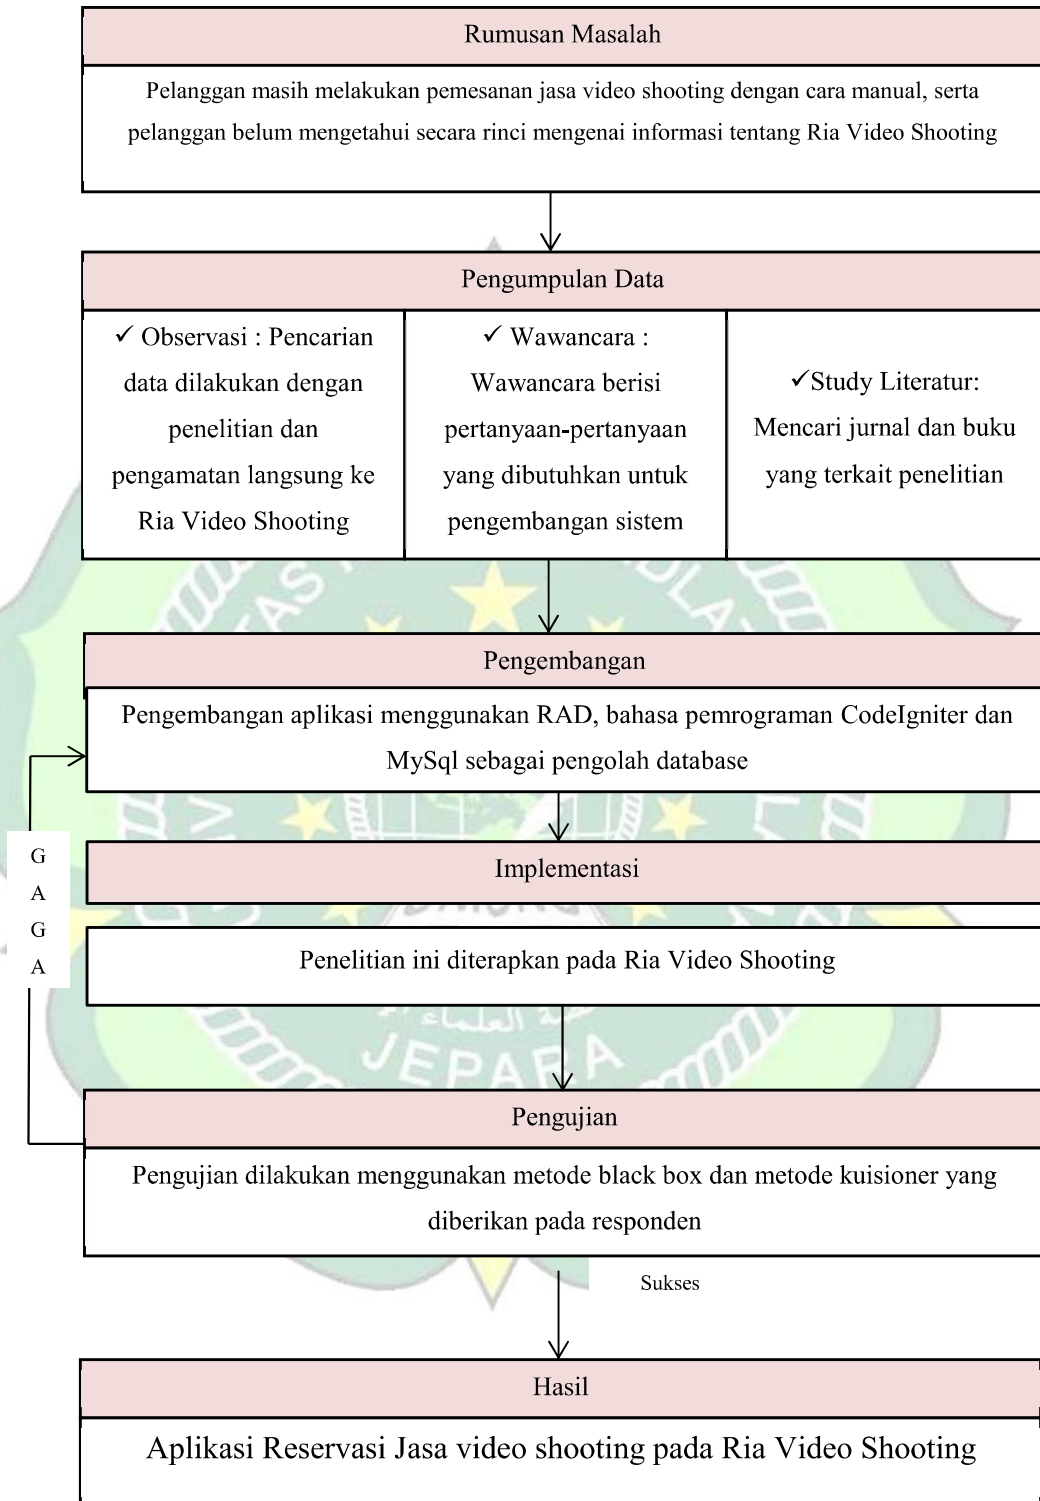 Rumusan Masalah
Pelanggan masih melakukan pemesanan jasa video shooting dengan cara manual, serta
pelanggan belum mengetahui secara rinci mengenai informasi tentang Ria Video Shooting
Pengumpulan Data
✓ Observasi : Pencarian
data dilakukan dengan
penelitian dan
pengamatan langsung ke
Ria Video Shooting
✓ Wawancara :
Wawancara berisi
pertanyaan-pertanyaan
yang dibutuhkan untuk
pengembangan sistem
✓Study Literatur:
Mencari jurnal dan buku
yang terkait penelitian
Pengembangan
Pengembangan aplikasi menggunakan RAD, bahasa pemrograman CodeIgniter dan
MySql sebagai pengolah database
Implementasi
G
A
G
A
Penelitian ini diterapkan pada Ria Video Shooting
JEPARA
Pengujian
Pengujian dilakukan menggunakan metode black box dan metode kuisioner yang
diberikan pada responden
Sukses
Hasil
Aplikasi Reservasi Jasa video shooting pada Ria Video Shooting